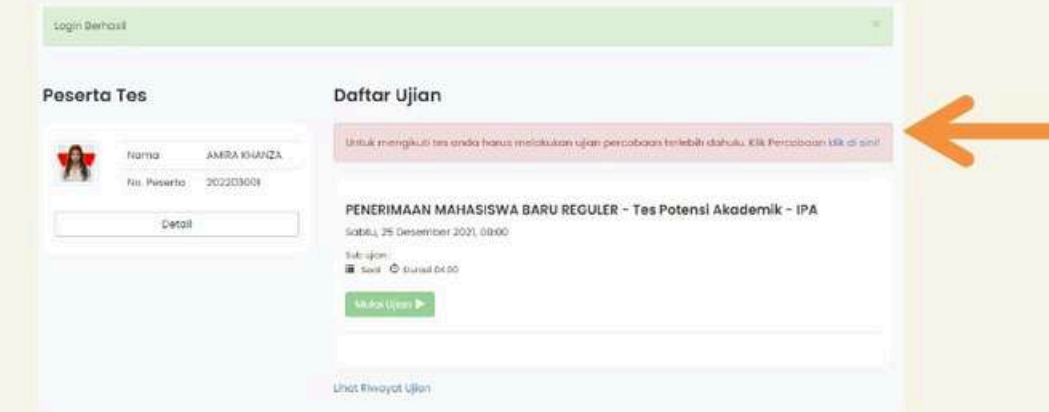 Login Berhasil
Peserta Tes
Daftar Ujian
Untuk mengikuti tes anda harus melakukan ujian percobaan terlebih dahulu. Klik Percobaan klik di sini!
Nama AMIRA KHANZA
No. Peserta 202203001
Detail
PENERIMAAN MAHASISWA BARU REGULER - Tes Potensi Akademik - IPA
Sabtu, 25 Desember 2021, 08:00
Sub ujian:
Soal Durasi 04:00
Mulai Ujian
Lihat Riwayat Ujian